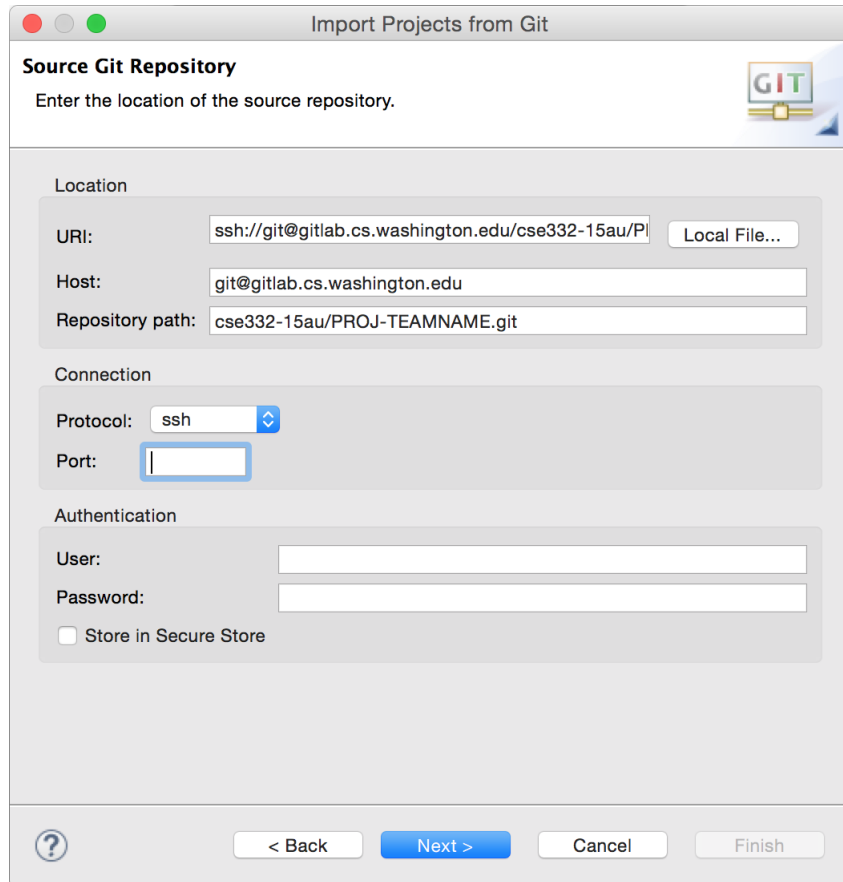 Import Projects from Git
Source Git Repository
Enter the location of the source repository.
GIT
Location
URI: ssh://git@gitlab.cs.washington.edu/cse332-15au/P Local File...
Host: git@gitlab.cs.washington.edu
Repository path: cse332-15au/PROJ-TEAMNAME.git
Connection
Protocol: ssh
Port:
Authentication
User:
Password:
Store in Secure Store
? < Back Next > Cancel Finish